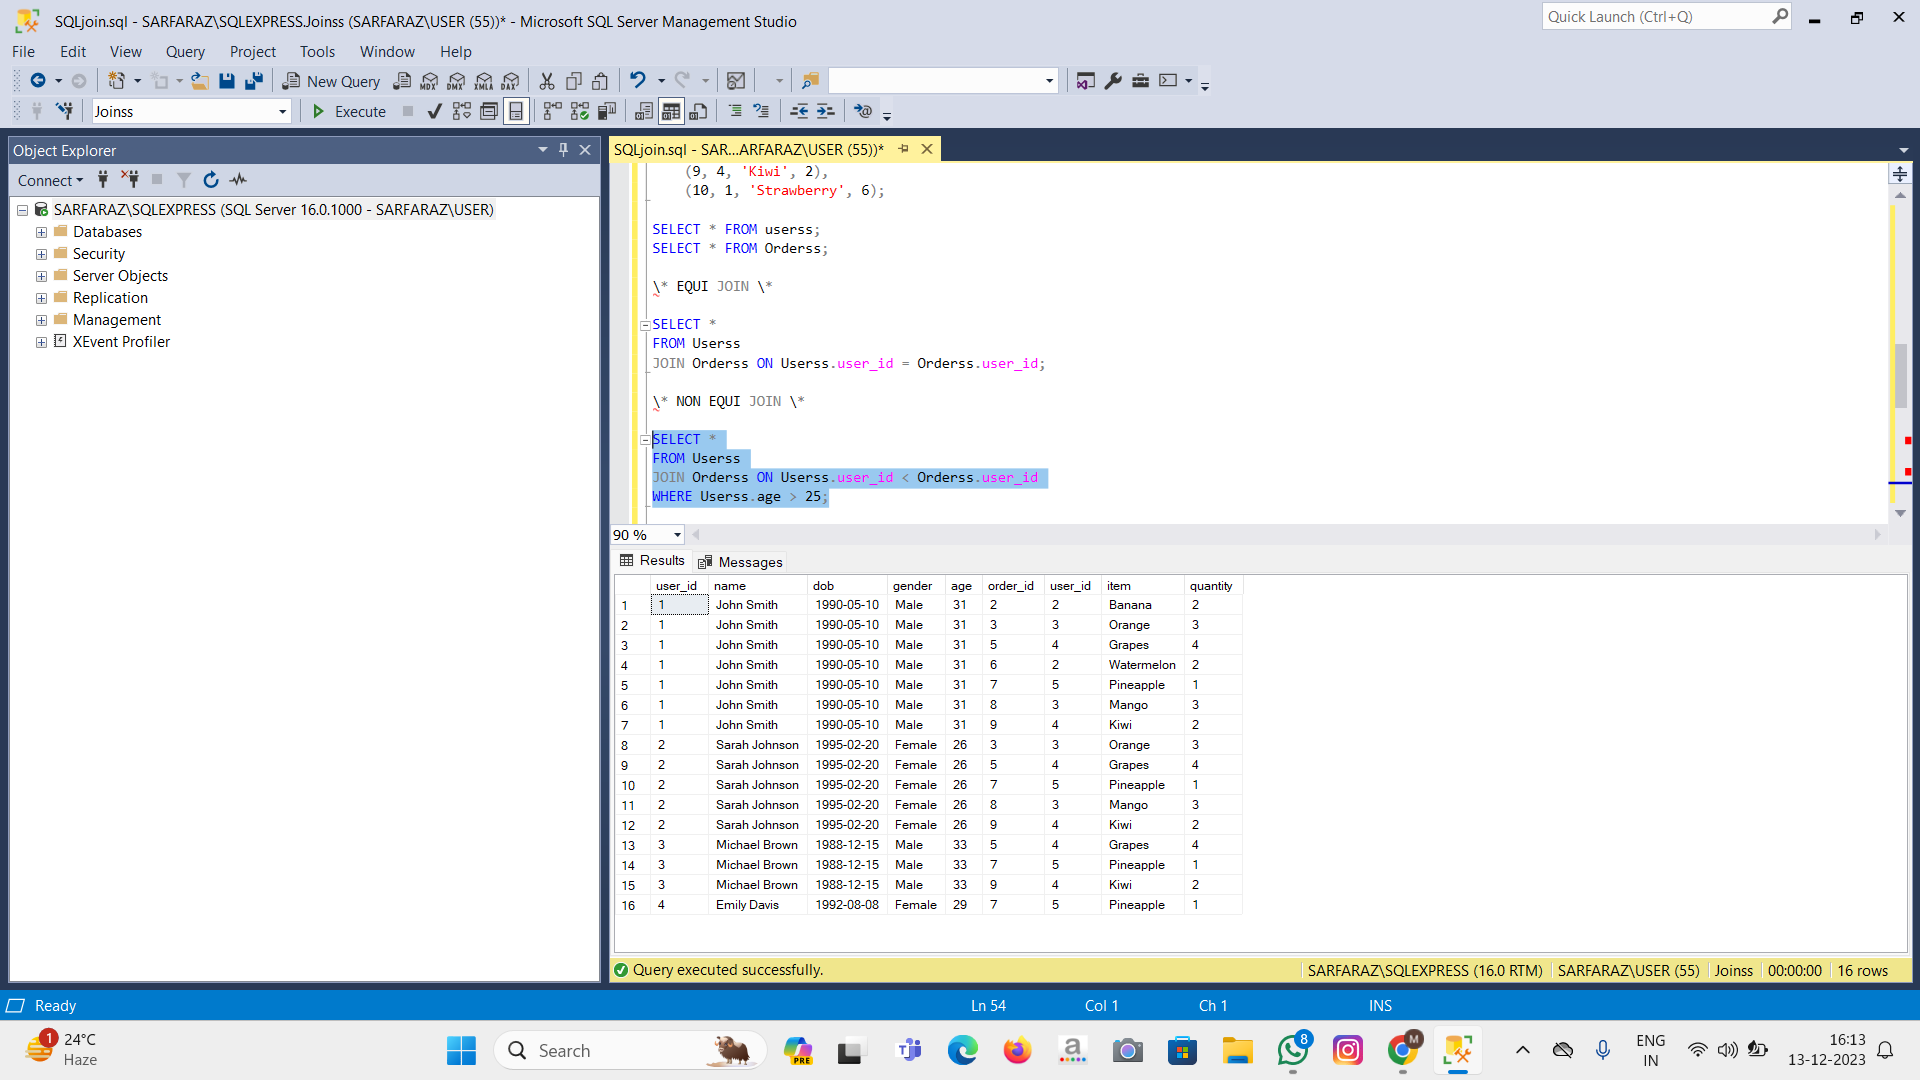 SQLjoin.sql - SARFARAZ\SQLEXPRESS.Joinss (SARFARAZ\USER (55))* - Microsoft SQL Server Management Studio
Quick Launch (Ctrl+Q)
File Edit View Query Project Tools Window Help
New Query MDX DMX XMLA DAX
Joinss Execute
Object Explorer
Connect
SARFARAZ\SQLEXPRESS (SQL Server 16.0.1000 - SARFARAZ\USER)
Databases
Security
Server Objects
Replication
Management
XEvent Profiler
SQLjoin.sql - SAR...ARFARAZ\USER (55))*
(9, 4, 'Kiwi', 2),
(10, 1, 'Strawberry', 6);
SELECT * FROM userss;
SELECT * FROM Orderss;
\* EQUI JOIN \*
SELECT *
FROM Userss
JOIN Orderss ON Userss.user_id = Orderss.user_id;
\* NON EQUI JOIN \*
SELECT *
FROM Userss
JOIN Orderss ON Userss.user_id < Orderss.user_id
WHERE Userss.age > 25;
90 %
Results Messages
user_id name dob gender age order_id user_id item quantity
1 1 John Smith 1990-05-10 Male 31 2 2 Banana 2
2 1 John Smith 1990-05-10 Male 31 3 3 Orange 3
3 1 John Smith 1990-05-10 Male 31 5 4 Grapes 4
4 1 John Smith 1990-05-10 Male 31 6 2 Watermelon 2
5 1 John Smith 1990-05-10 Male 31 7 5 Pineapple 1
6 1 John Smith 1990-05-10 Male 31 8 3 Mango 3
7 1 John Smith 1990-05-10 Male 31 9 4 Kiwi 2
8 2 Sarah Johnson 1995-02-20 Female 26 3 3 Orange 3
9 2 Sarah Johnson 1995-02-20 Female 26 5 4 Grapes 4
10 2 Sarah Johnson 1995-02-20 Female 26 7 5 Pineapple 1
11 2 Sarah Johnson 1995-02-20 Female 26 8 3 Mango 3
12 2 Sarah Johnson 1995-02-20 Female 26 9 4 Kiwi 2
13 3 Michael Brown 1988-12-15 Male 33 5 4 Grapes 4
14 3 Michael Brown 1988-12-15 Male 33 7 5 Pineapple 1
15 3 Michael Brown 1988-12-15 Male 33 9 4 Kiwi 2
16 4 Emily Davis 1992-08-08 Female 29 7 5 Pineapple 1
Query executed successfully. SARFARAZ\SQLEXPRESS (16.0 RTM) SARFARAZ\USER (55) Joinss 00:00:00 16 rows
Ready Ln 54 Col 1 Ch 1 INS
1 24°C
Haze
Search
PRE
a
8
M
ENG
IN
16:13
13-12-2023